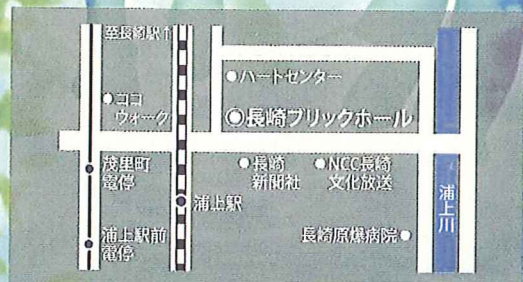 至長崎駅↑
●ハートセンター
●ココ
ウォーク
◉長崎ブリックホール
茂里町
電停
●長崎
新聞社
●NCC長崎
文化放送
浦上駅
浦上川
浦上駅前
電停
長崎原爆病院●